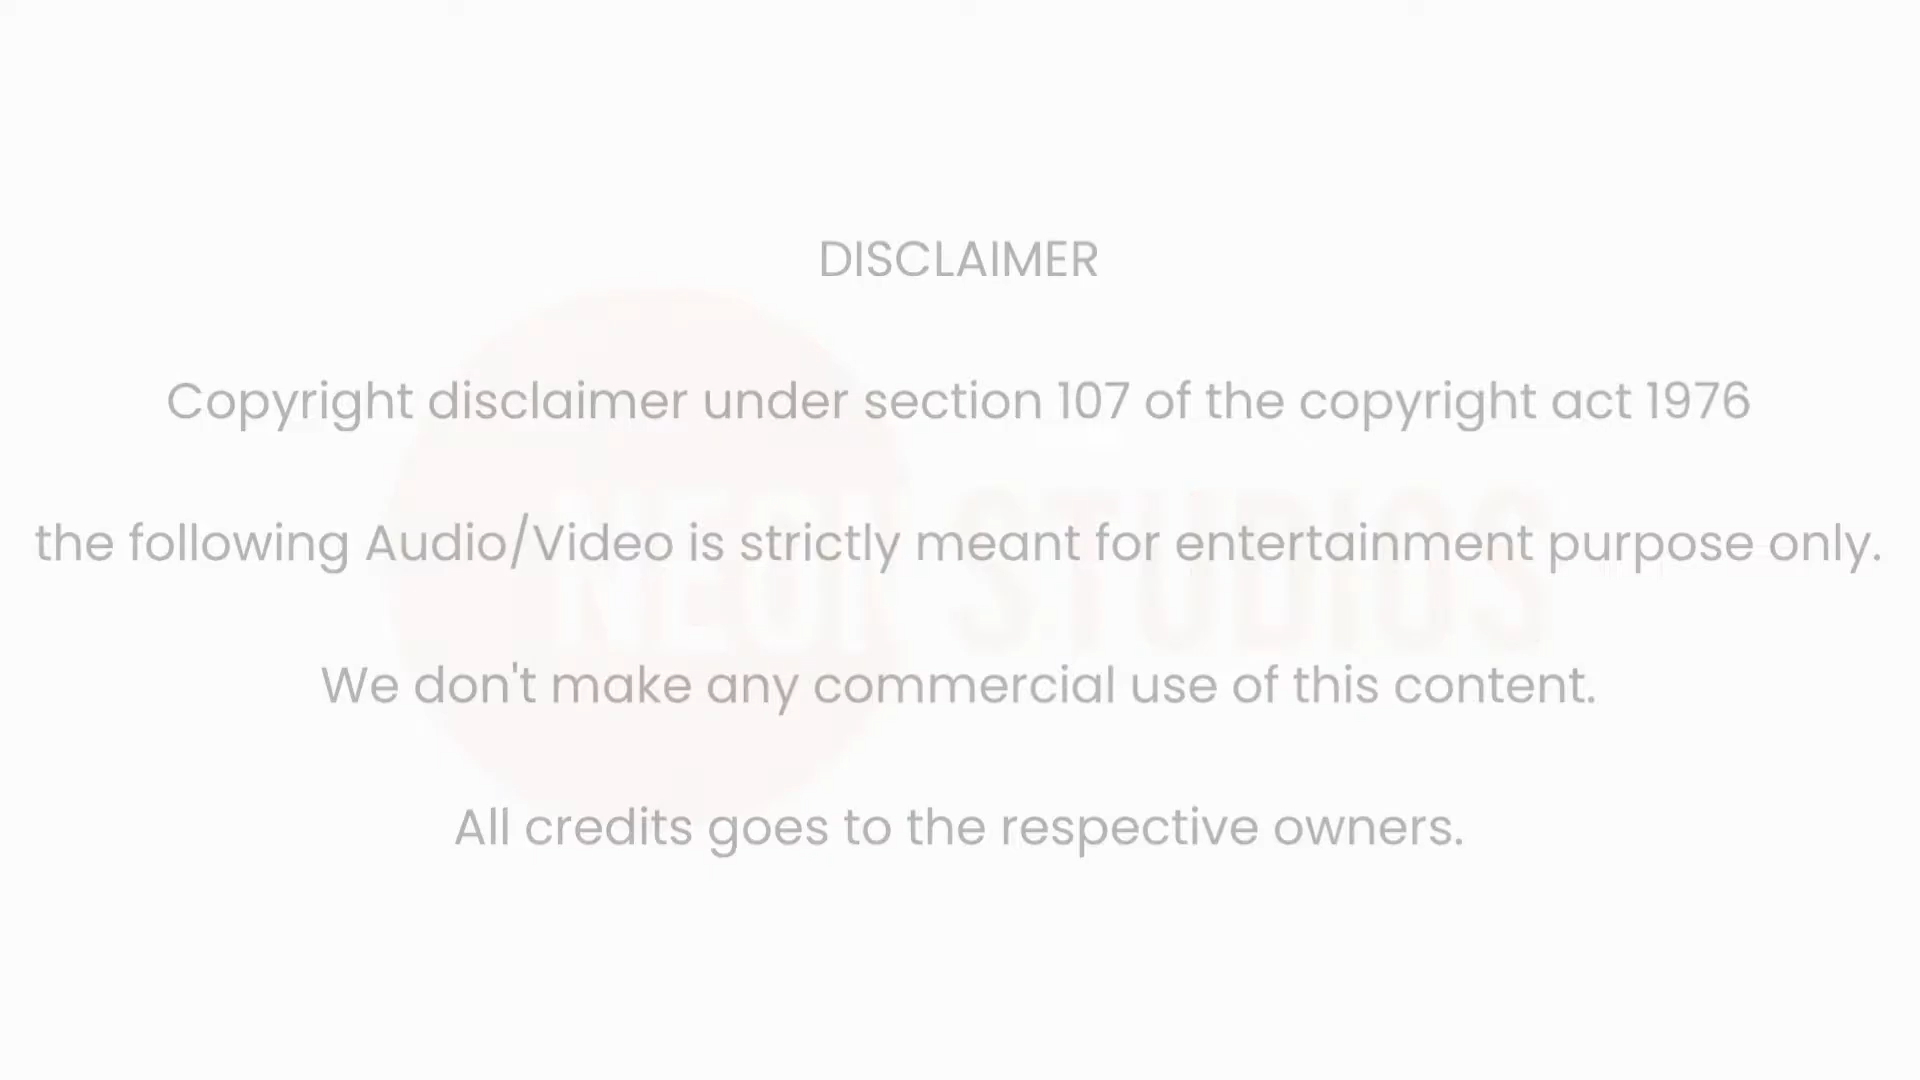 DISCLAIMER
Copyright disclaimer under section 107 of the copyright act 1976
NEON STUDIOS
the following Audio/Video is strictly meant for entertainment purpose only.
We don't make any commercial use of this content.
All credits goes to the respective owners.